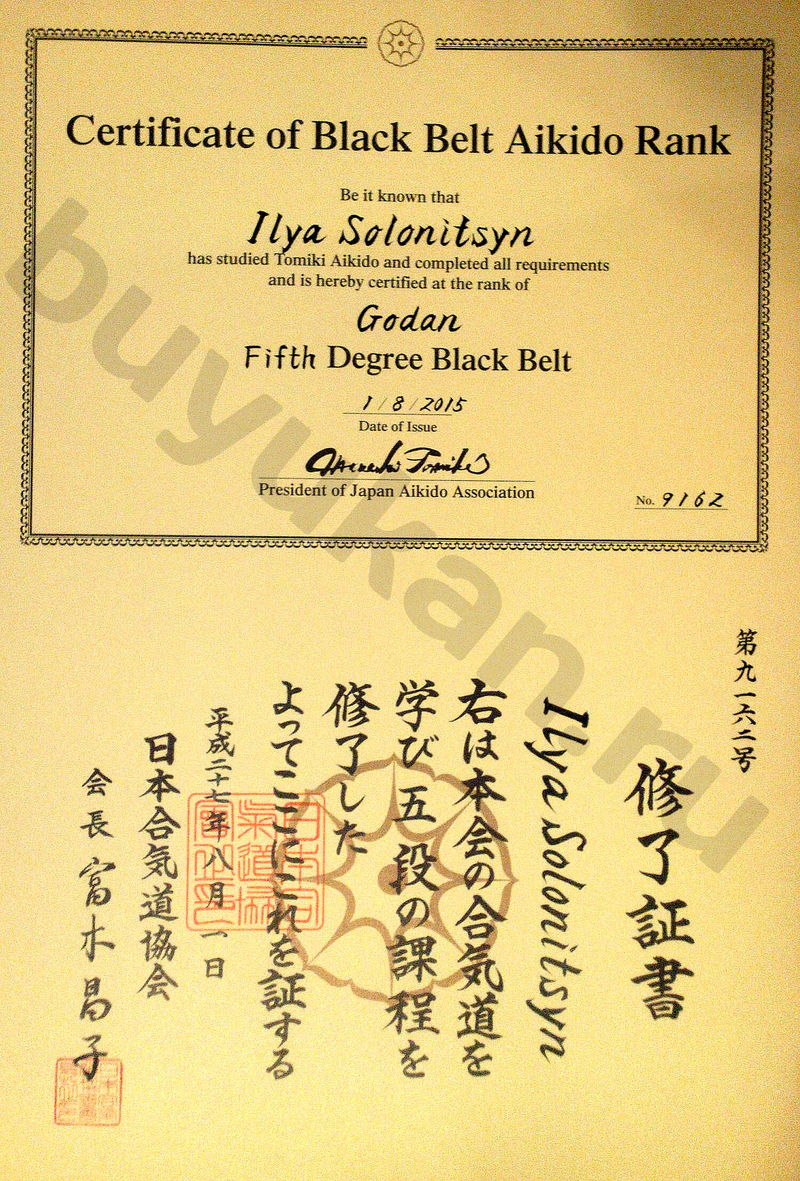 Certificate of Black Belt Aikido Rank
Be it known that
Ilya Solonitsyn
has studied Tomiki Aikido and completed all requirements
and is hereby certified at the rank of
Godan
Fifth Degree Black Belt
1/8/2015
Date of Issue
President of Japan Aikido Association
No. 9162
第九一六二号
修了証書
Ilya Solonitsyn
右は本会の合気道を
学び五段の課程を
修了した
よってここにこれを証する
平成二十七年八月一日
日本合気道協会
会長 富木昌子
buyukan.ru